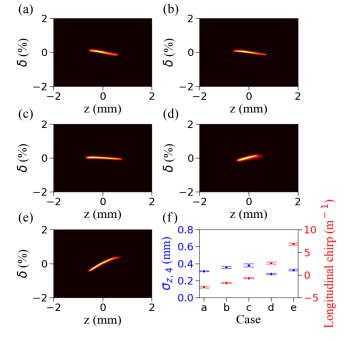 (a) (b)
2 2
δ (%) 0 δ (%) 0
−2 −2
−2 0 2 −2 0 2
z (mm) z (mm)
(c) (d)
2 2
δ (%) 0 δ (%) 0
−2 −2
−2 0 2 −2 0 2
z (mm) z (mm)
(e) (f)
2 0.8 10
δ (%) 0 σz, 4 (mm) 0.6 5 Longitudinal chirp (m−1)
0.4 0
0.2
−2 0.0 −5
−2 0 2 a b c d e
z (mm) Case